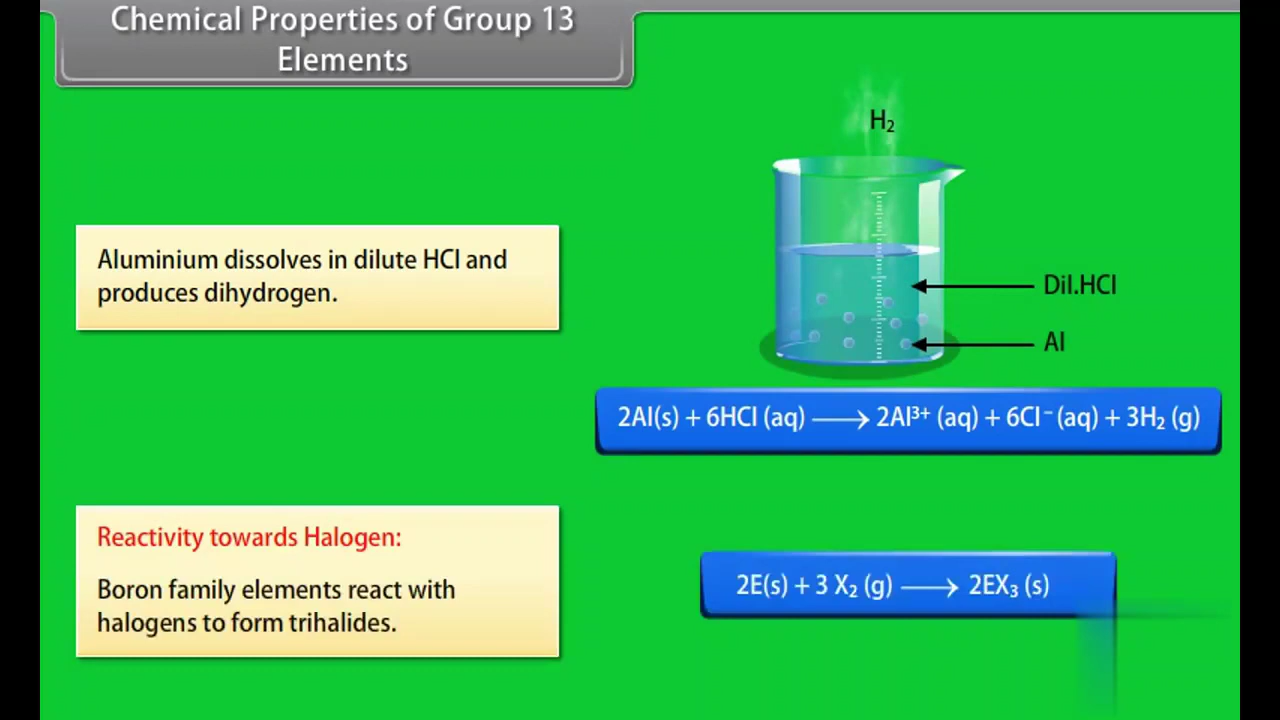 Chemical Properties of Group 13
Elements
H₂
Aluminium dissolves in dilute HCl and
produces dihydrogen.
Dil.HCl
Al
2Al(s) + 6HCl (aq) ⟶ 2Al³⁺ (aq) + 6Cl⁻ (aq) + 3H₂ (g)
Reactivity towards Halogen:
Boron family elements react with
halogens to form trihalides.
2E(s) + 3 X₂ (g) ⟶ 2EX₃ (s)